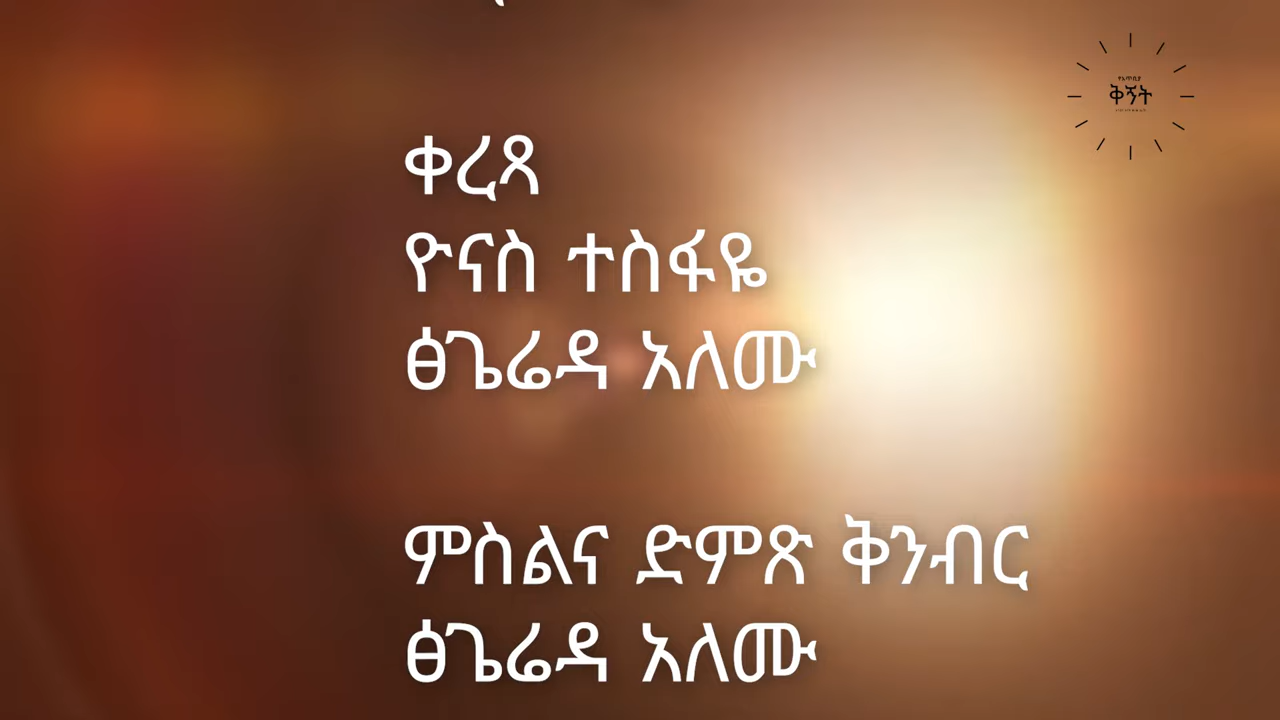 ቅኝት
ቀረጻ
ዮናስ ተስፋዬ
ፅጌሬዳ አለሙ
ምስልና ድምጽ ቅንብር
ፅጌሬዳ አለሙ